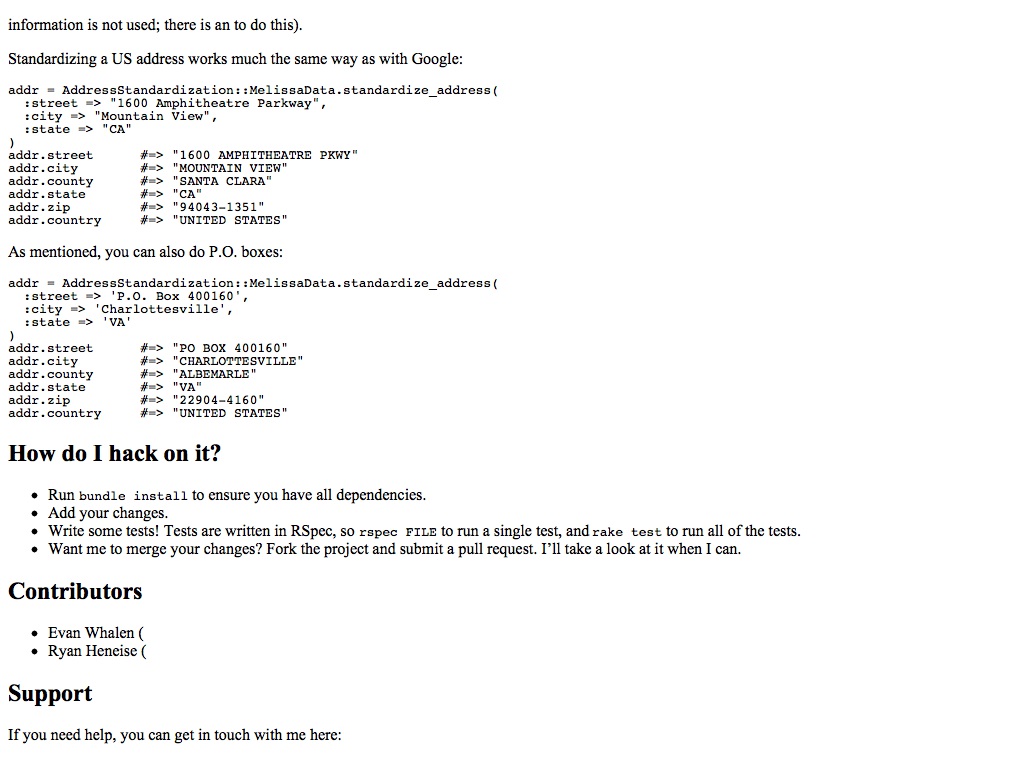 information is not used; there is an to do this).
Standardizing a US address works much the same way as with Google:
addr = AddressStandardization::MelissaData.standardize_address(
  :street => "1600 Amphitheatre Parkway",
  :city => "Mountain View",
  :state => "CA"
)
addr.street      #=> "1600 AMPHITHEATRE PKWY"
addr.city        #=> "MOUNTAIN VIEW"
addr.county      #=> "SANTA CLARA"
addr.state       #=> "CA"
addr.zip         #=> "94043-1351"
addr.country     #=> "UNITED STATES"
As mentioned, you can also do P.O. boxes:
addr = AddressStandardization::MelissaData.standardize_address(
  :street => 'P.O. Box 400160',
  :city => 'Charlottesville',
  :state => 'VA'
)
addr.street      #=> "PO BOX 400160"
addr.city        #=> "CHARLOTTESVILLE"
addr.county      #=> "ALBEMARLE"
addr.state       #=> "VA"
addr.zip         #=> "22904-4160"
addr.country     #=> "UNITED STATES"
How do I hack on it?
• Run bundle install to ensure you have all dependencies.
• Add your changes.
• Write some tests! Tests are written in RSpec, so rspec FILE to run a single test, and rake test to run all of the tests.
• Want me to merge your changes? Fork the project and submit a pull request. I’ll take a look at it when I can.
Contributors
• Evan Whalen (
• Ryan Heneise (
Support
If you need help, you can get in touch with me here: